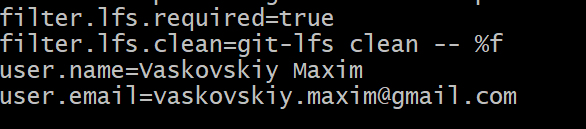 filter.lfs.required=true
filter.lfs.clean=git-lfs clean -- %f
user.name=Vaskovskiy Maxim
user.email=vaskovskiy.maxim@gmail.com